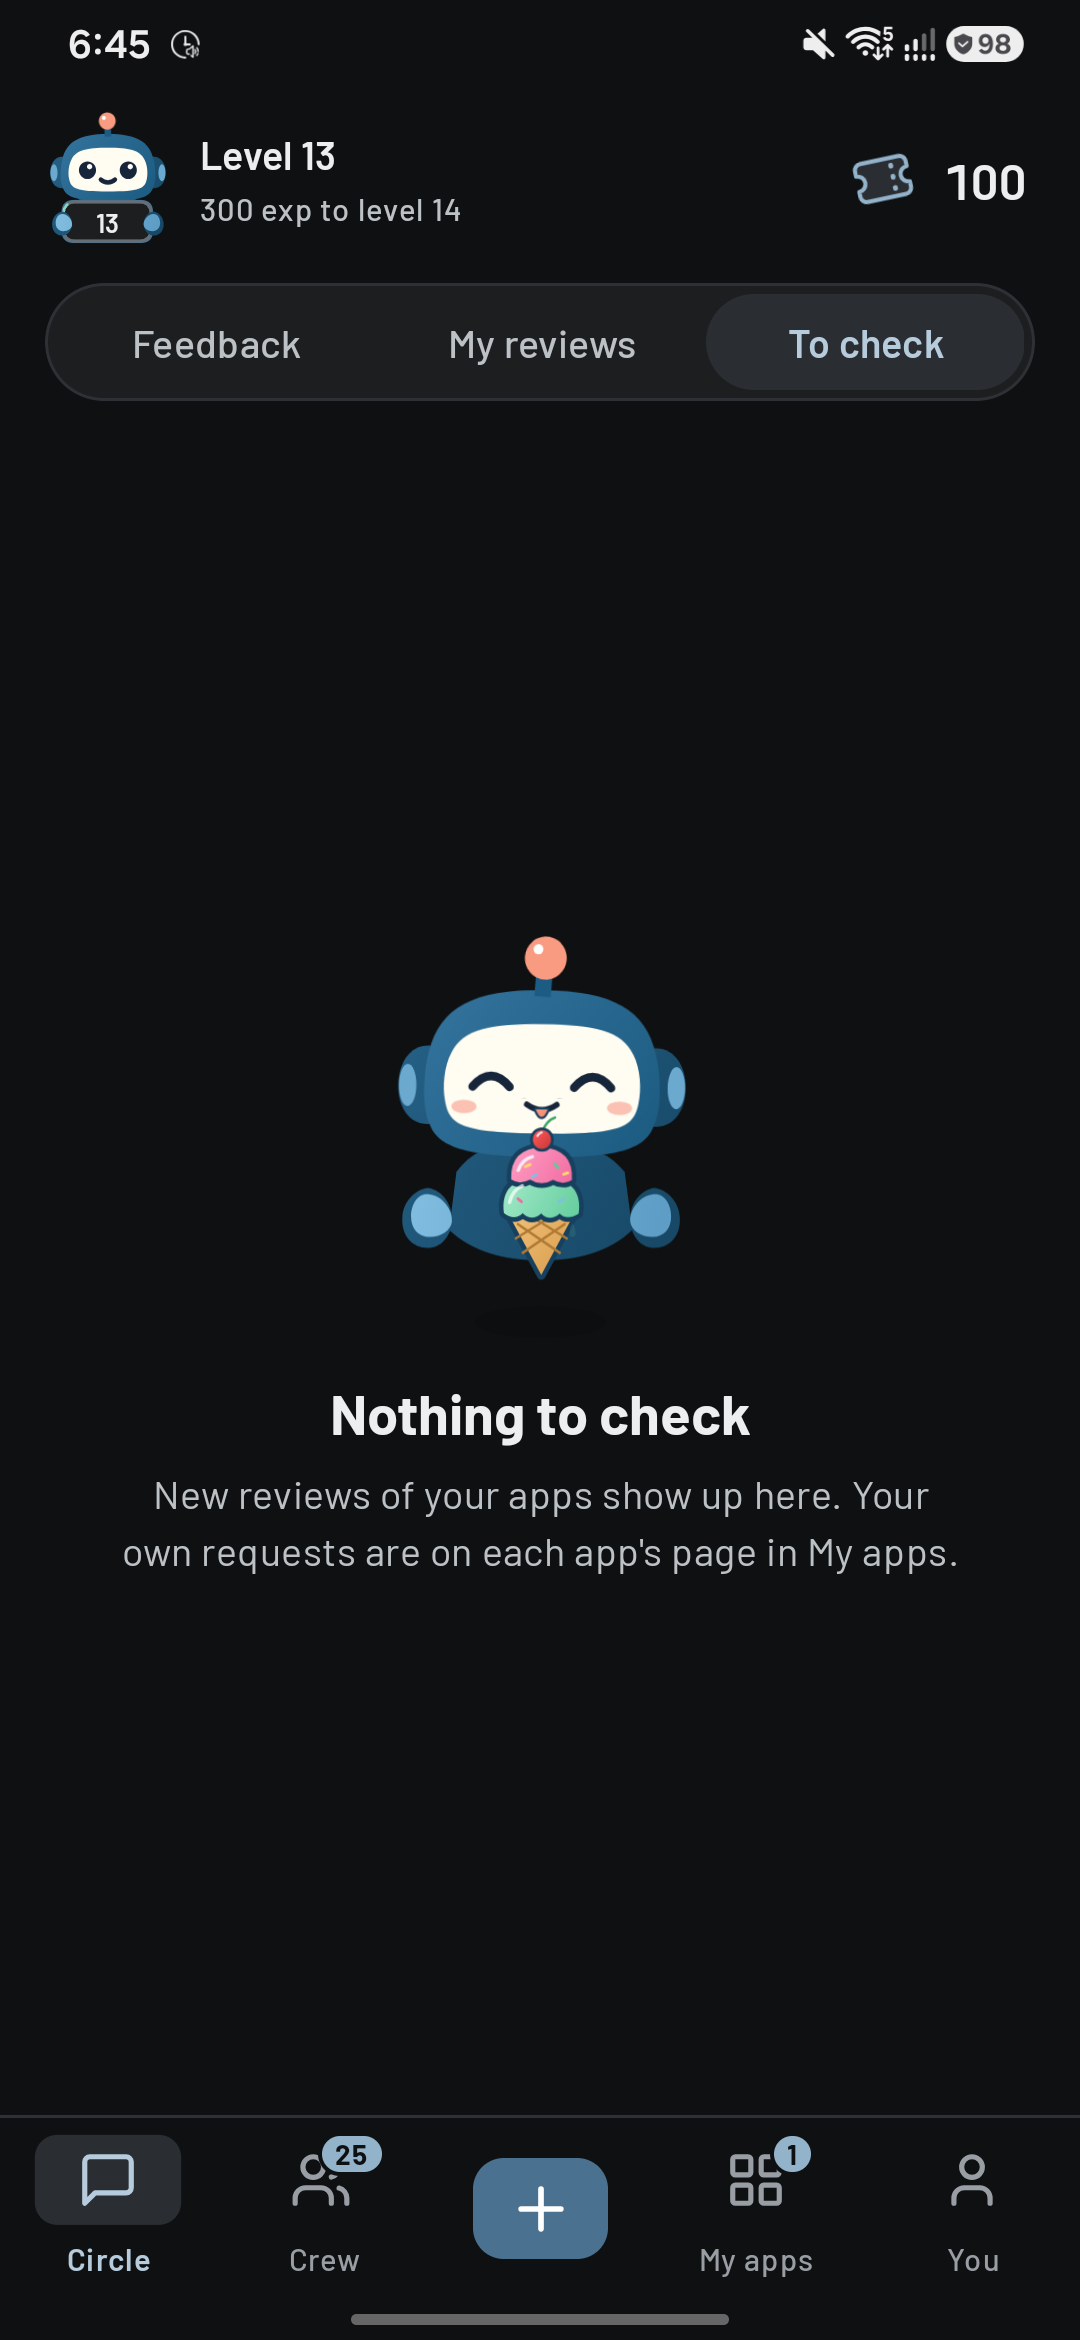 6:45
5
98
Level 13
300 exp to level 14
13
100
Feedback
My reviews
To check
Nothing to check
New reviews of your apps show up here. Your
own requests are on each app's page in My apps.
25
1
Circle
Crew
My apps
You